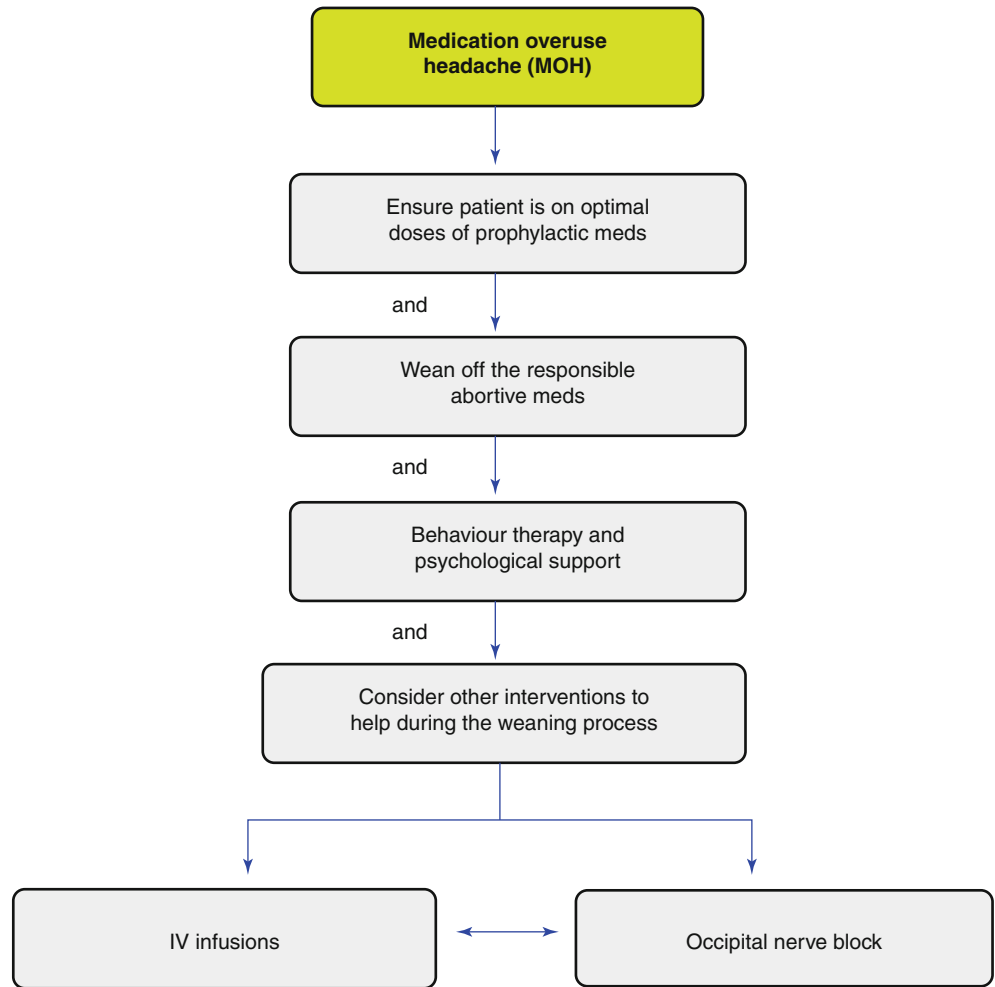 Medication overuse
headache (MOH)
Ensure patient is on optimal
doses of prophylactic meds
and
Wean off the responsible
abortive meds
and
Behaviour therapy and
psychological support
and
Consider other interventions to
help during the weaning process
IV infusions
Occipital nerve block